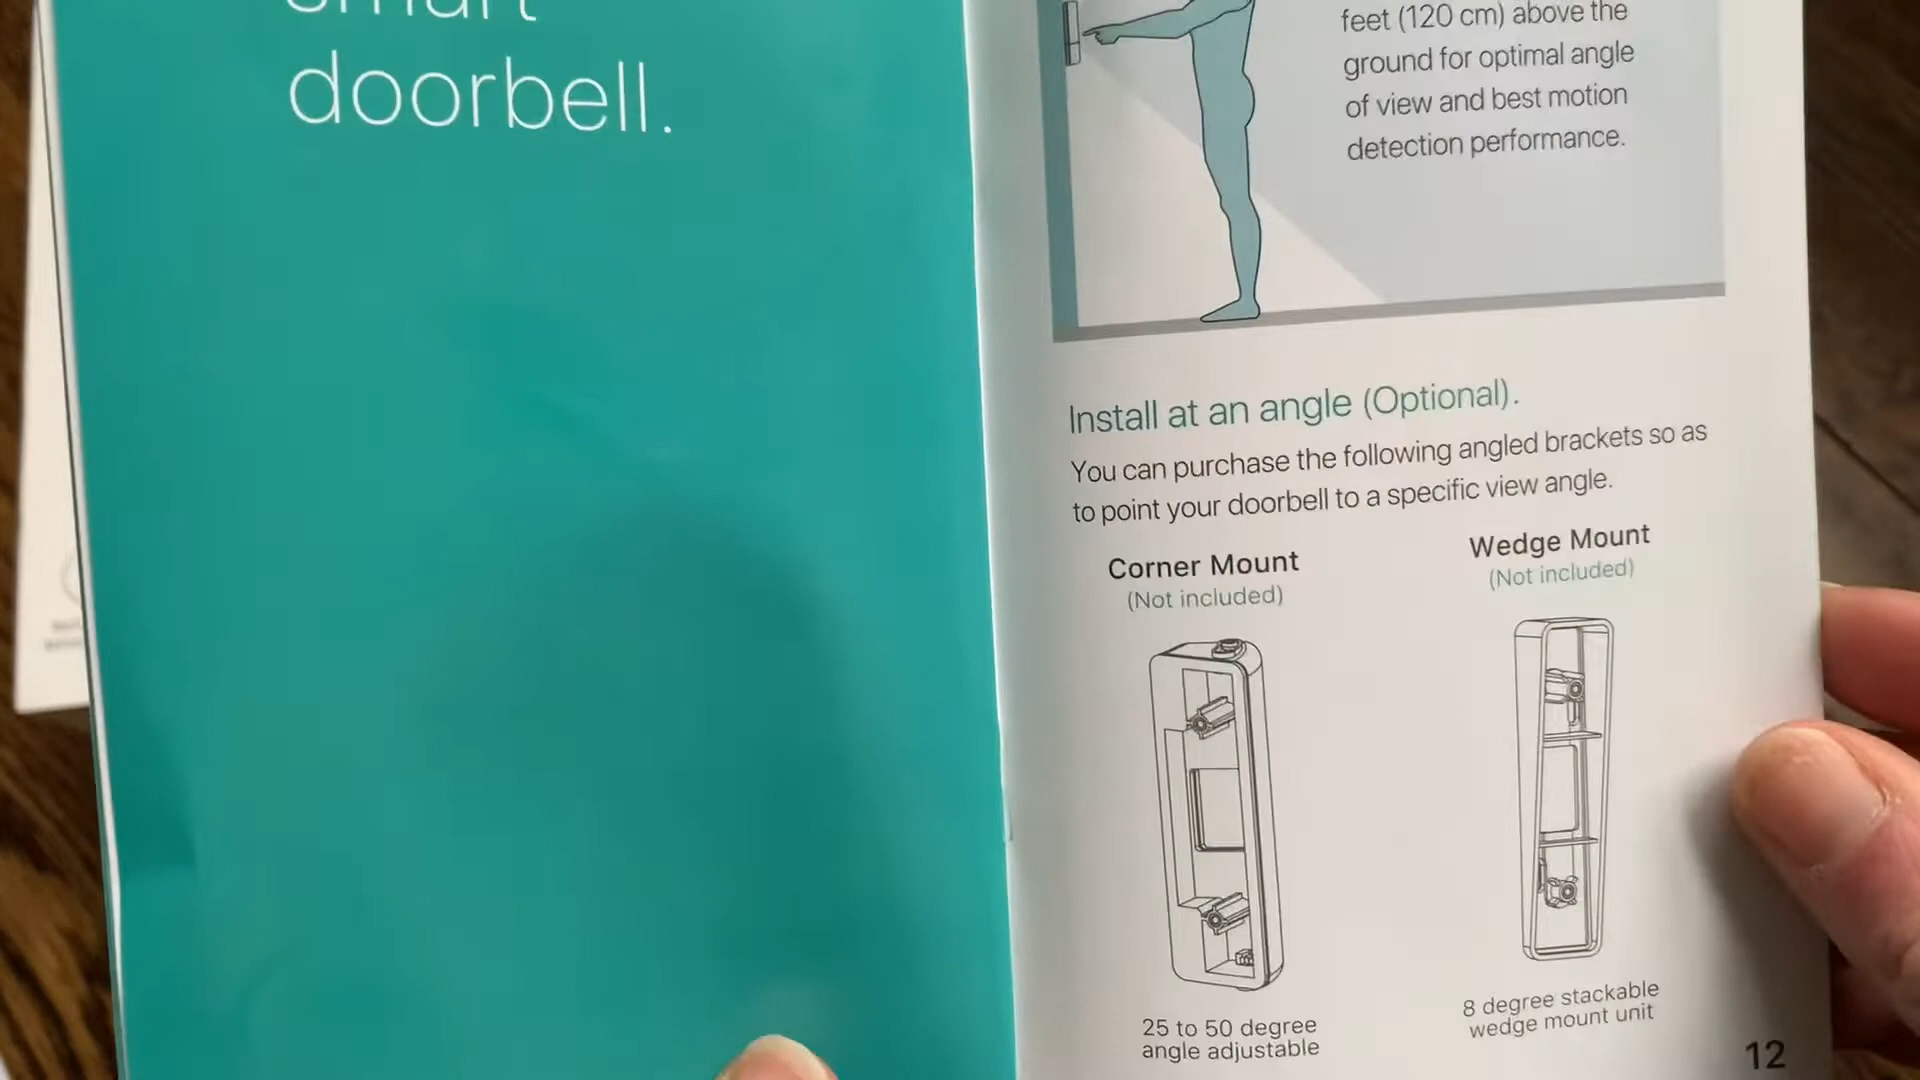 smart
doorbell.
feet (120 cm) above the
ground for optimal angle
of view and best motion
detection performance.
Install at an angle (Optional).
You can purchase the following angled brackets so as
to point your doorbell to a specific view angle.
Corner Mount
(Not included)
Wedge Mount
(Not included)
25 to 50 degree
angle adjustable
8 degree stackable
wedge mount unit
12